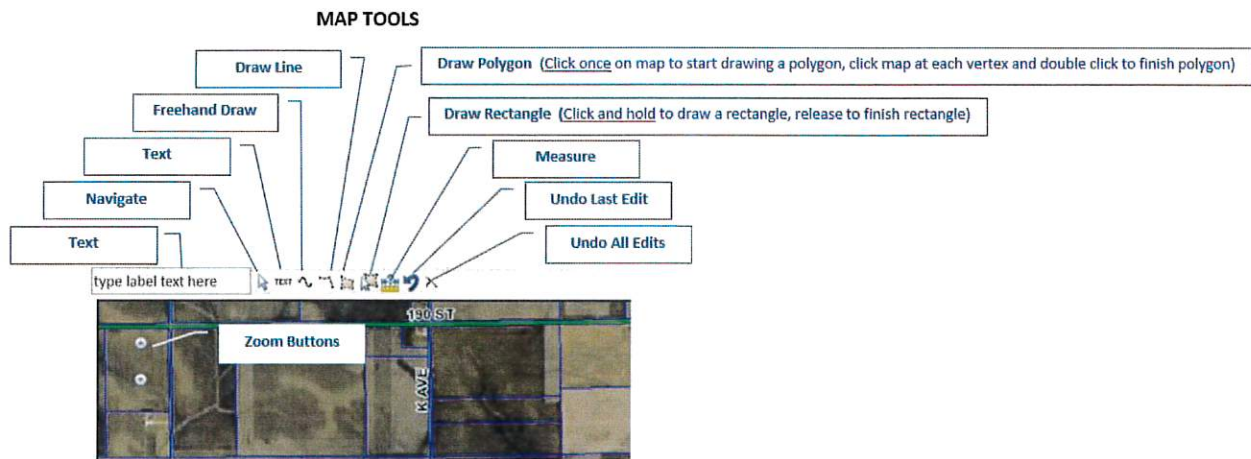 MAP TOOLS
Draw Line
Draw Polygon (Click once on map to start drawing a polygon, click map at each vertex and double click to finish polygon)
Freehand Draw
Draw Rectangle (Click and hold to draw a rectangle, release to finish rectangle)
Text
Measure
Navigate
Undo Last Edit
Text
Undo All Edits
type label text here
TEXT
190 ST
Zoom Buttons
K AVE